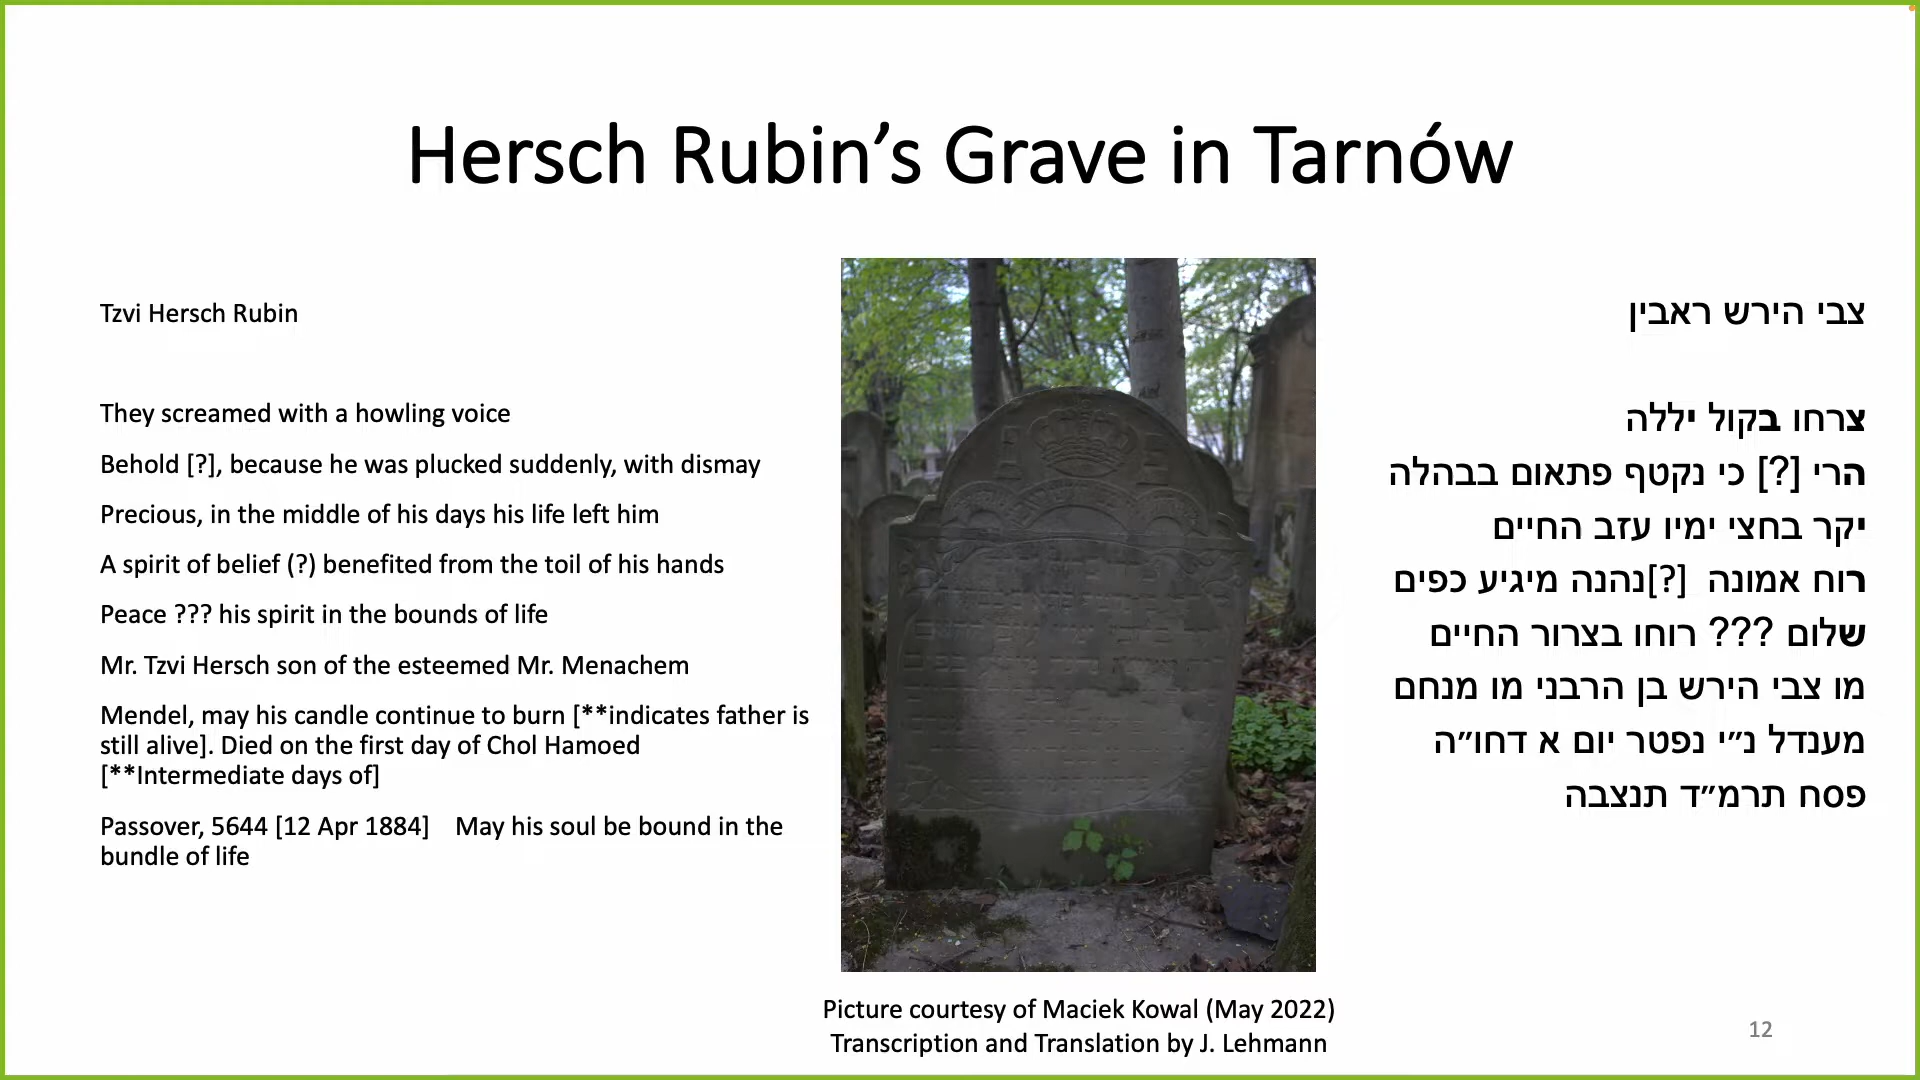 Hersch Rubin’s Grave in Tarnów
Tzvi Hersch Rubin
They screamed with a howling voice
Behold [?], because he was plucked suddenly, with dismay
Precious, in the middle of his days his life left him
A spirit of belief (?) benefited from the toil of his hands
Peace ??? his spirit in the bounds of life
Mr. Tzvi Hersch son of the esteemed Mr. Menachem
Mendel, may his candle continue to burn [**indicates father is
still alive]. Died on the first day of Chol Hamoed
[**Intermediate days of]
Passover, 5644 [12 Apr 1884] May his soul be bound in the
bundle of life
צבי הירש ראבין
צרחו בקול יללה
הרי [?] כי נקטף פתאום בבהלה
יקר בחצי ימיו עזב החיים
רוח אמונה [?]נהנה מיגיע כפים
שלום ??? רוחו בצרור החיים
מו צבי הירש בן הרבני מו מנחם
מענדל נ״י נפטר יום א דחו״ה
פסח תרמ״ד תנצבה
Picture courtesy of Maciek Kowal (May 2022)
Transcription and Translation by J. Lehmann
12